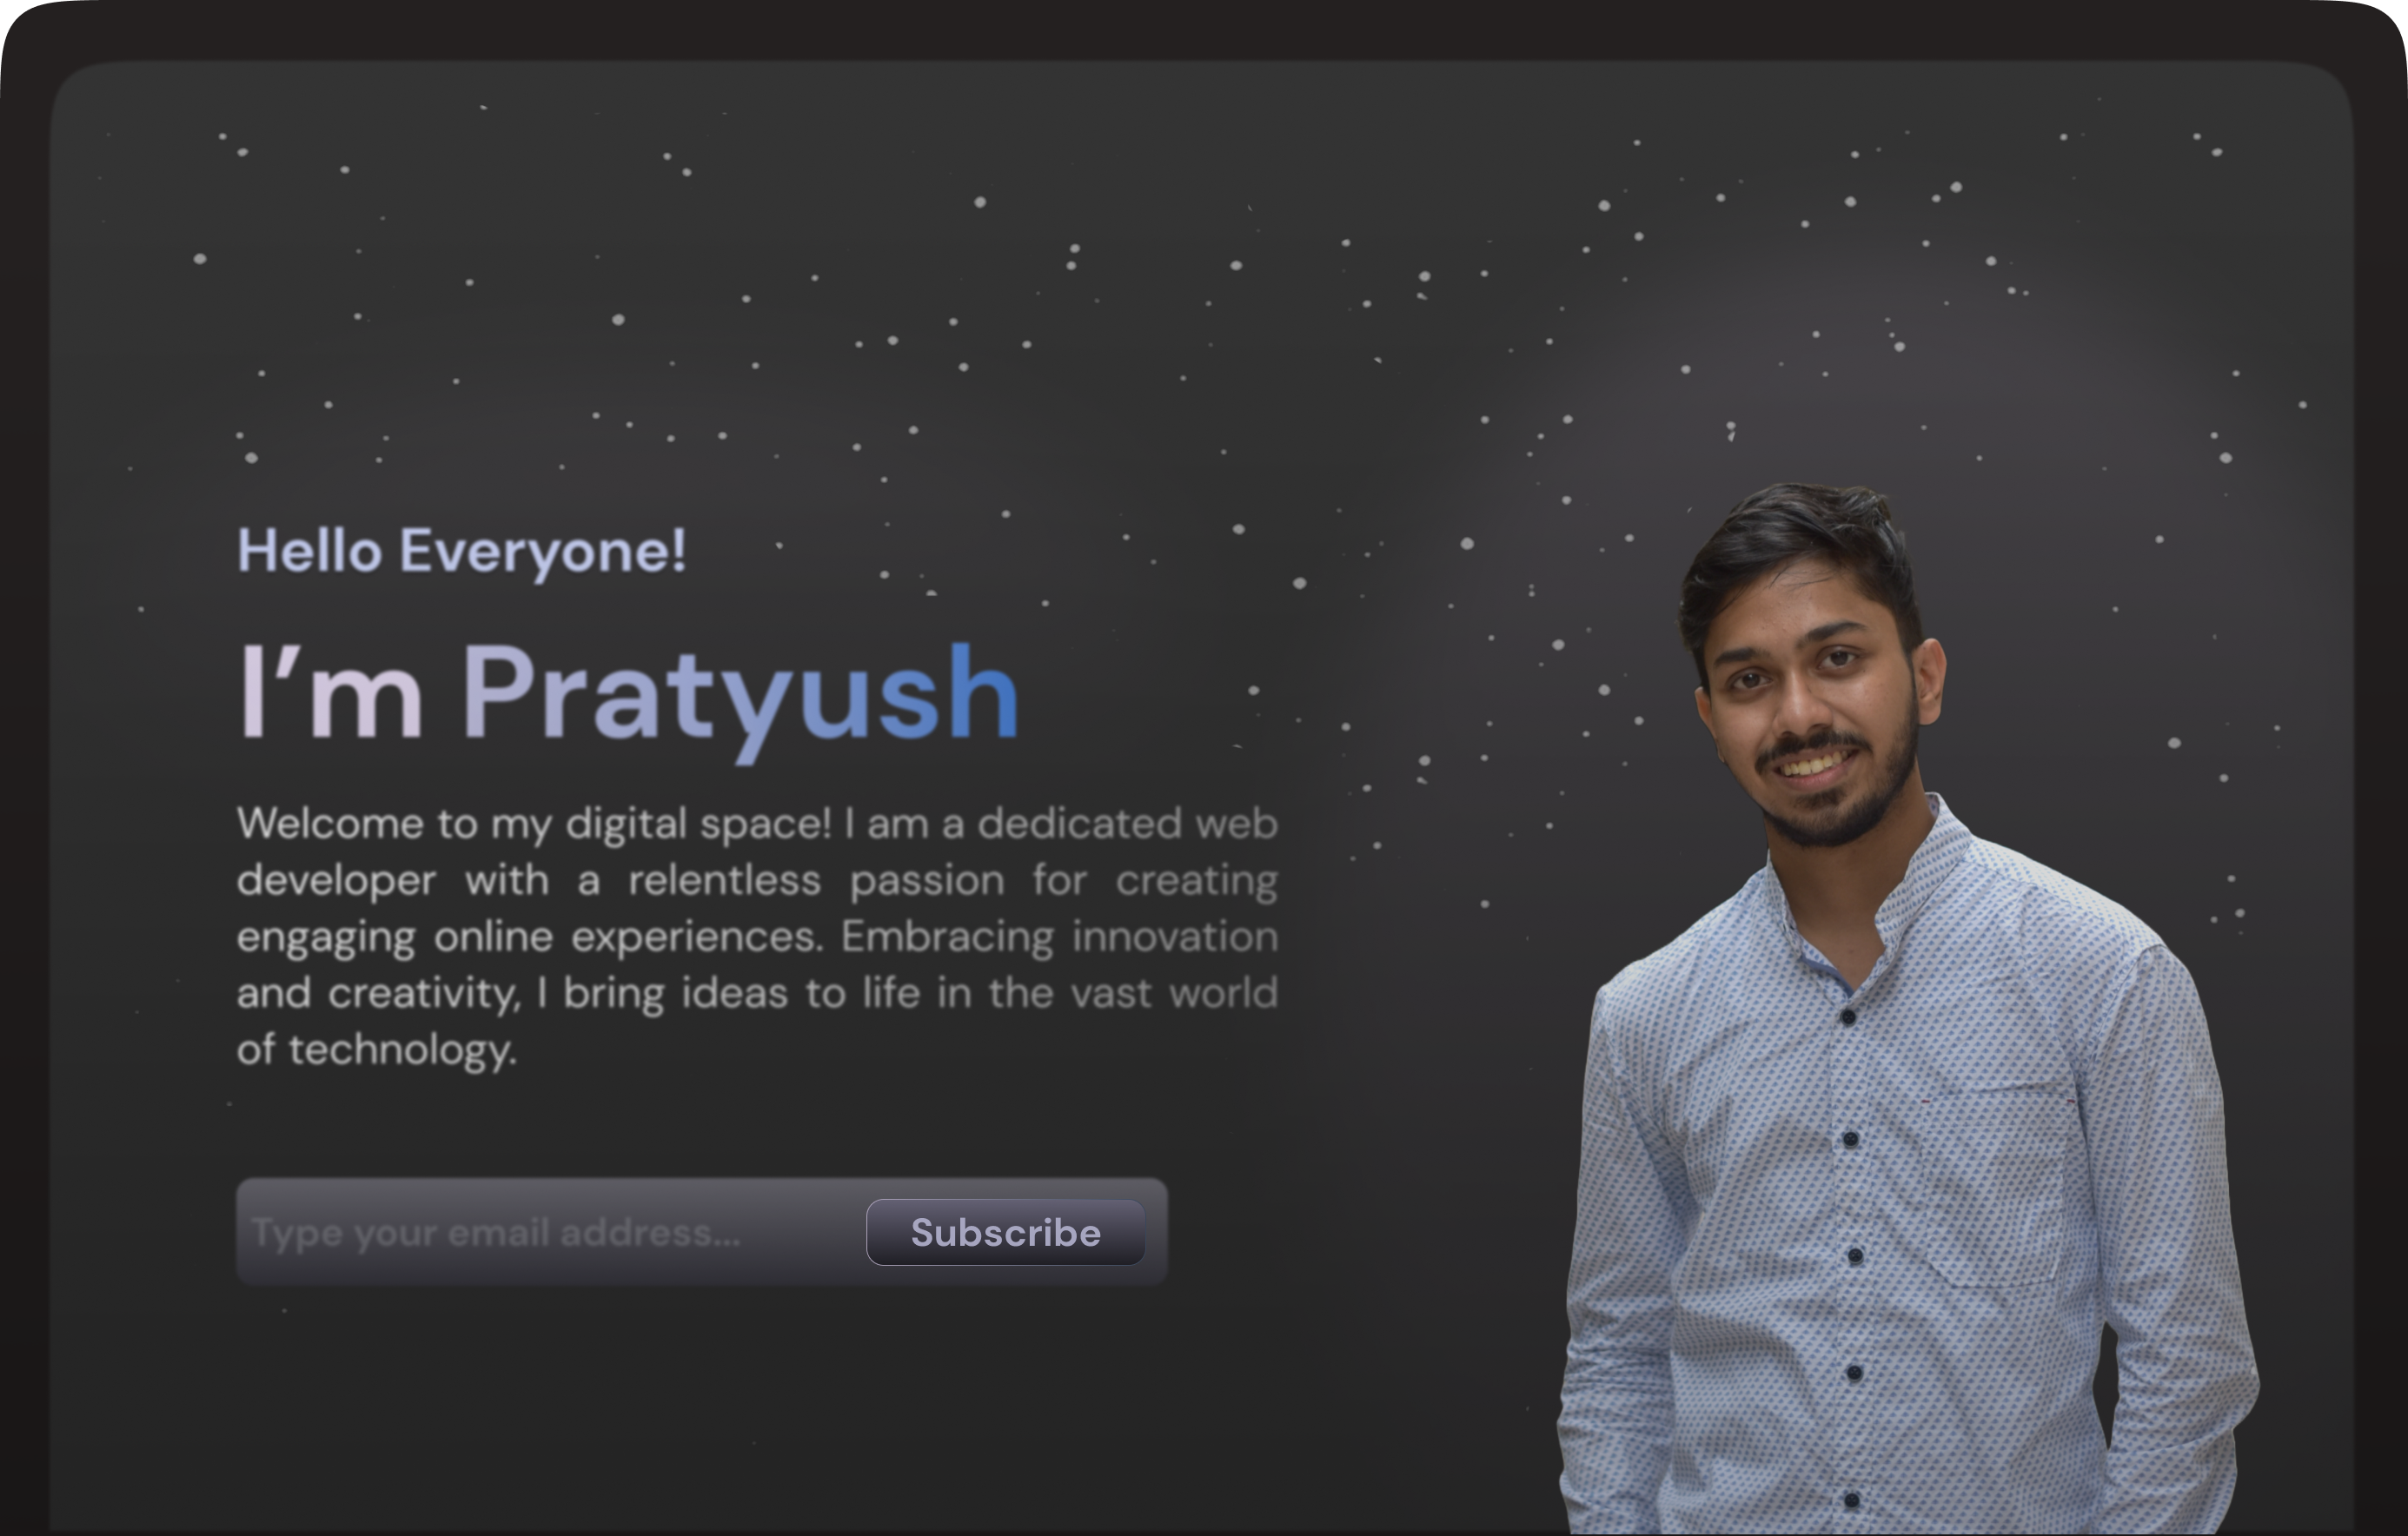 Hello Everyone!
I’m Pratyush
Welcome to my digital space! I am a dedicated web
developer with a relentless passion for creating
engaging online experiences. Embracing innovation
and creativity, I bring ideas to life in the vast world
of technology.
Type your email address...
Subscribe